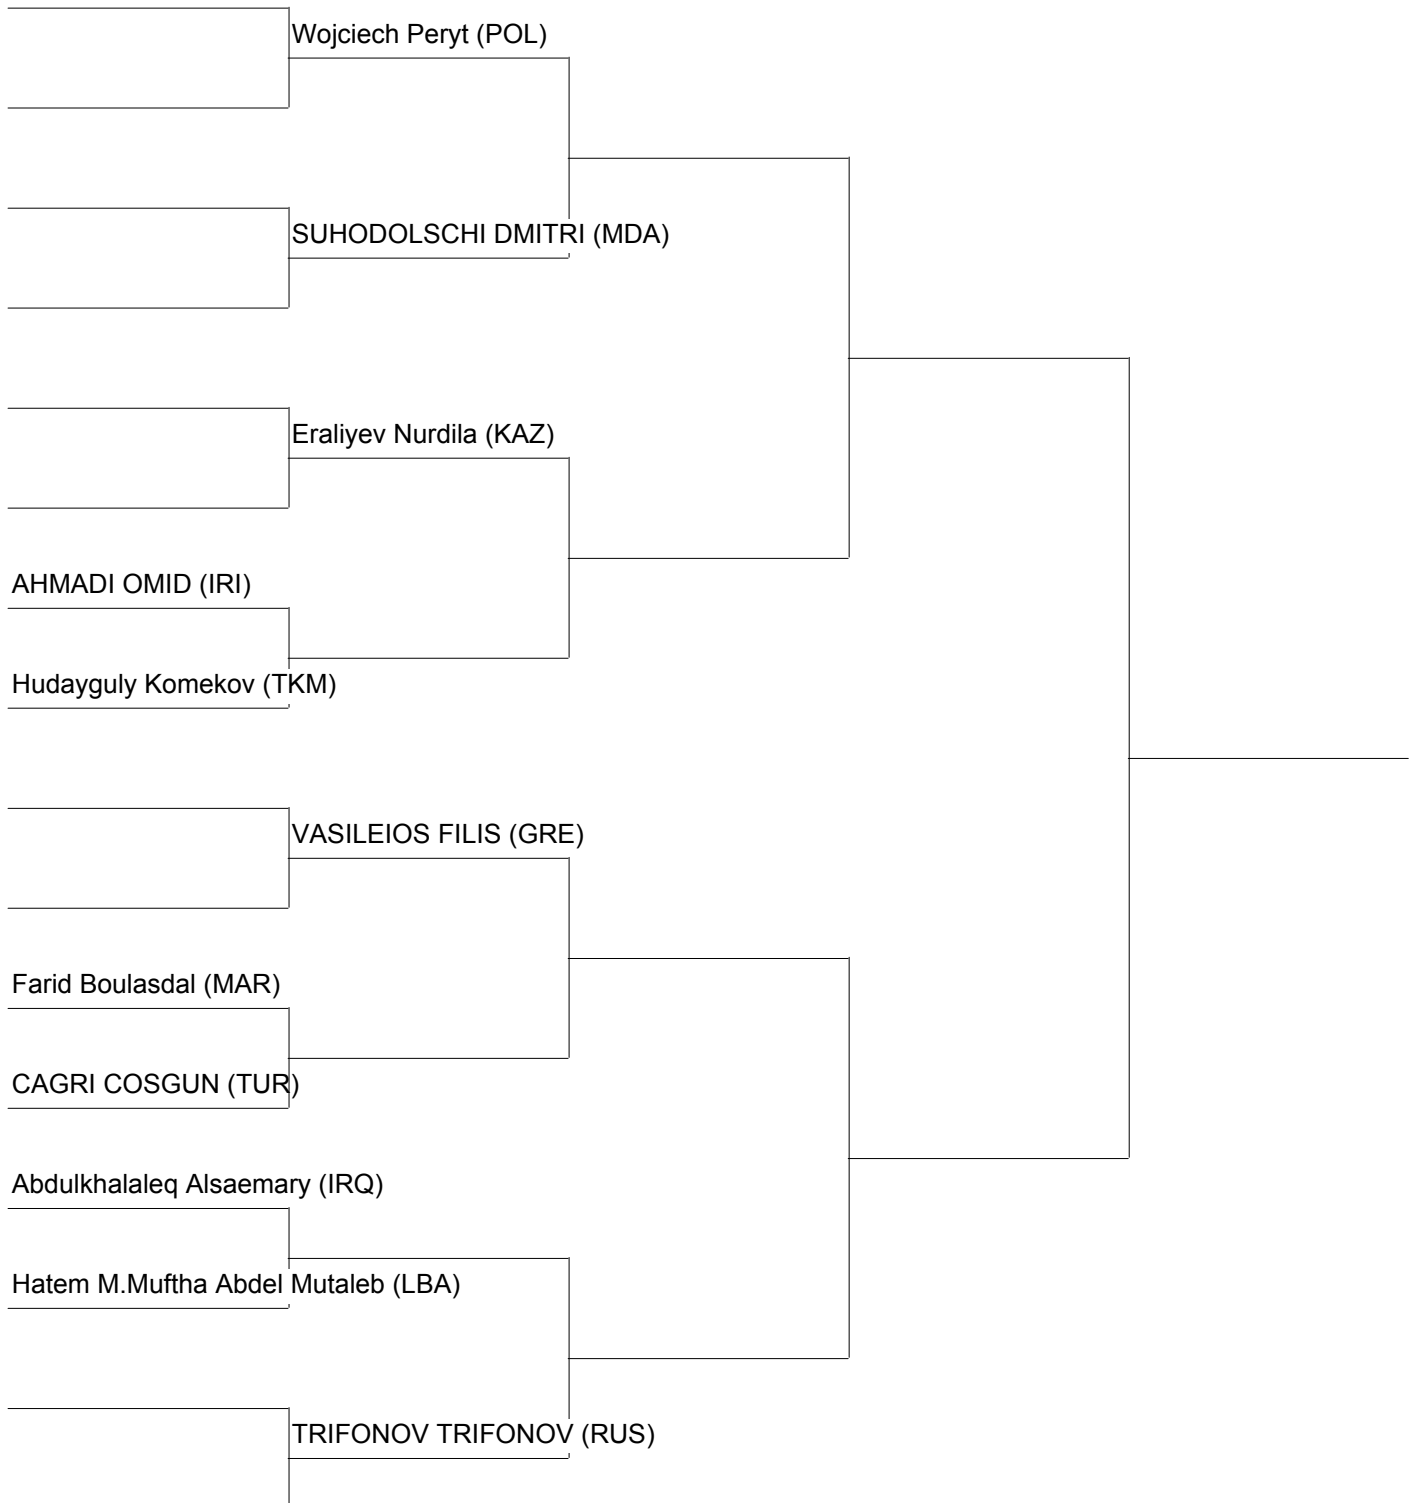 Wojciech Peryt (POL)
SUHODOLSCHI DMITRI (MDA)
Eraliyev Nurdila (KAZ)
AHMADI OMID (IRI)
Hudayguly Komekov (TKM)
VASILEIOS FILIS (GRE)
Farid Boulasdal (MAR)
CAGRI COSGUN (TUR)
Abdulkhalaleq Alsaemary (IRQ)
Hatem M.Muftha Abdel Mutaleb (LBA)
TRIFONOV TRIFONOV (RUS)